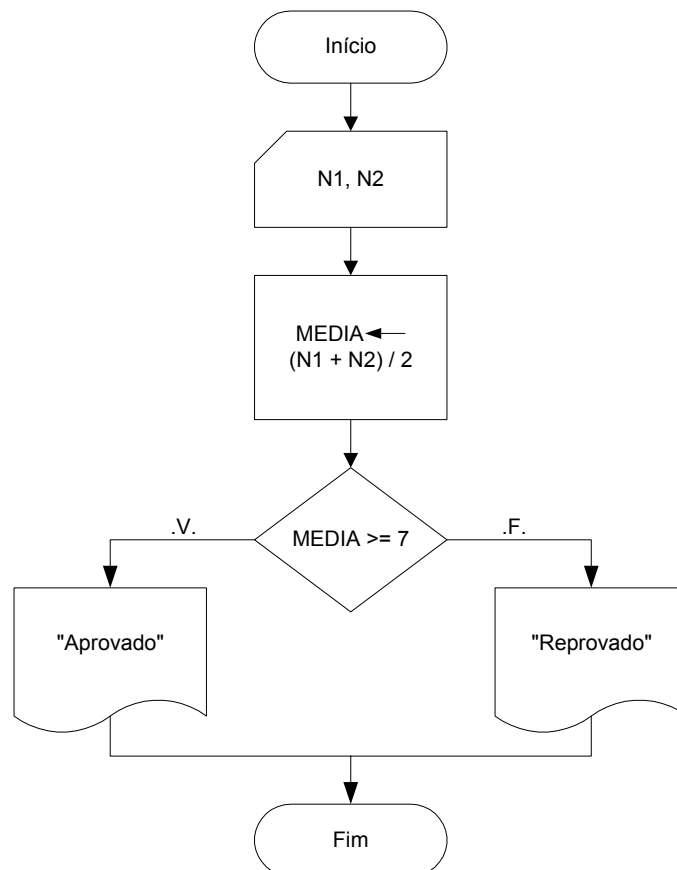 Início
N1, N2
MEDIA
(N1 + N2) / 2
MEDIA >= 7
.V.
.F.
"Aprovado"
"Reprovado"
Fim